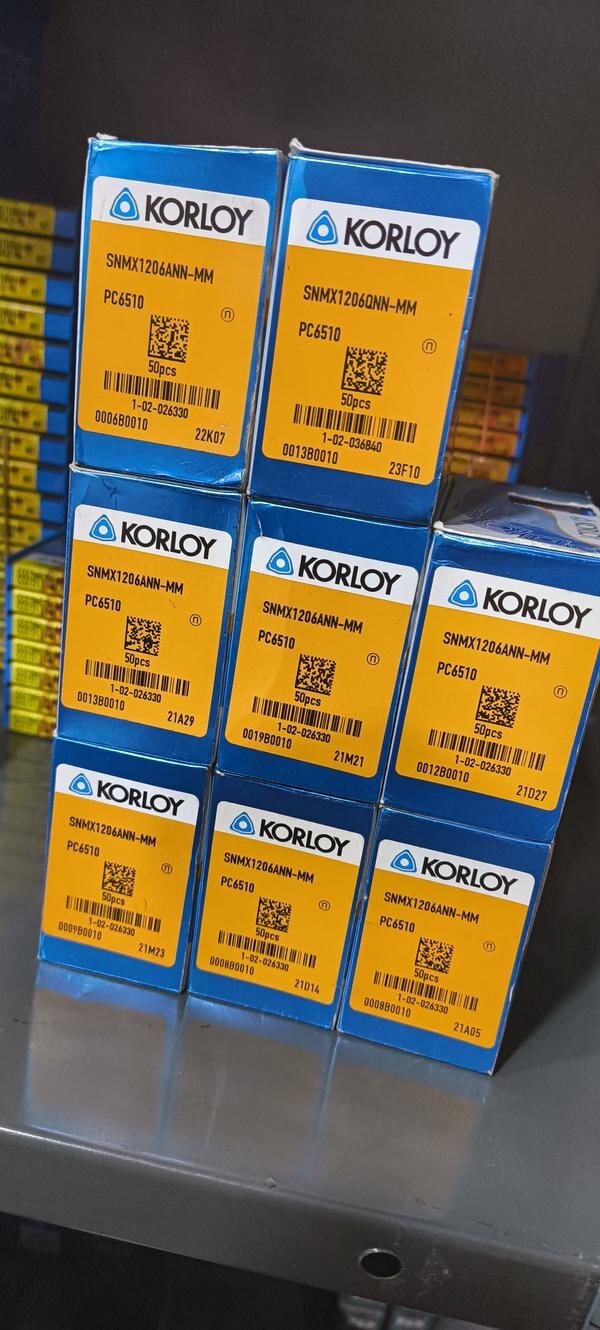 KORLOY
SNMX1206ANN-MM
PC6510
n
50pcs
1-02-026330
0006B0010 22K07
KORLOY
SNMX1206QNN-MM
PC6510
n
50pcs
1-02-036840
0013B0010 23F10
KORLOY
SNMX1206ANN-MM
PC6510
n
50pcs
1-02-026330
0013B0010 21A29
KORLOY
SNMX1206ANN-MM
PC6510
n
50pcs
1-02-026330
0019B0010 21M21
KORLOY
SNMX1206ANN-MM
PC6510
n
50pcs
1-02-026330
0012B0010 21D27
KORLOY
SNMX1206ANN-MM
PC6510
n
50pcs
1-02-026330
0009B0010 21M23
KORLOY
SNMX1206ANN-MM
PC6510
n
50pcs
1-02-026330
0008B0010 21D14
KORLOY
SNMX1206ANN-MM
PC6510
n
50pcs
1-02-026330
0008B0010 21A05